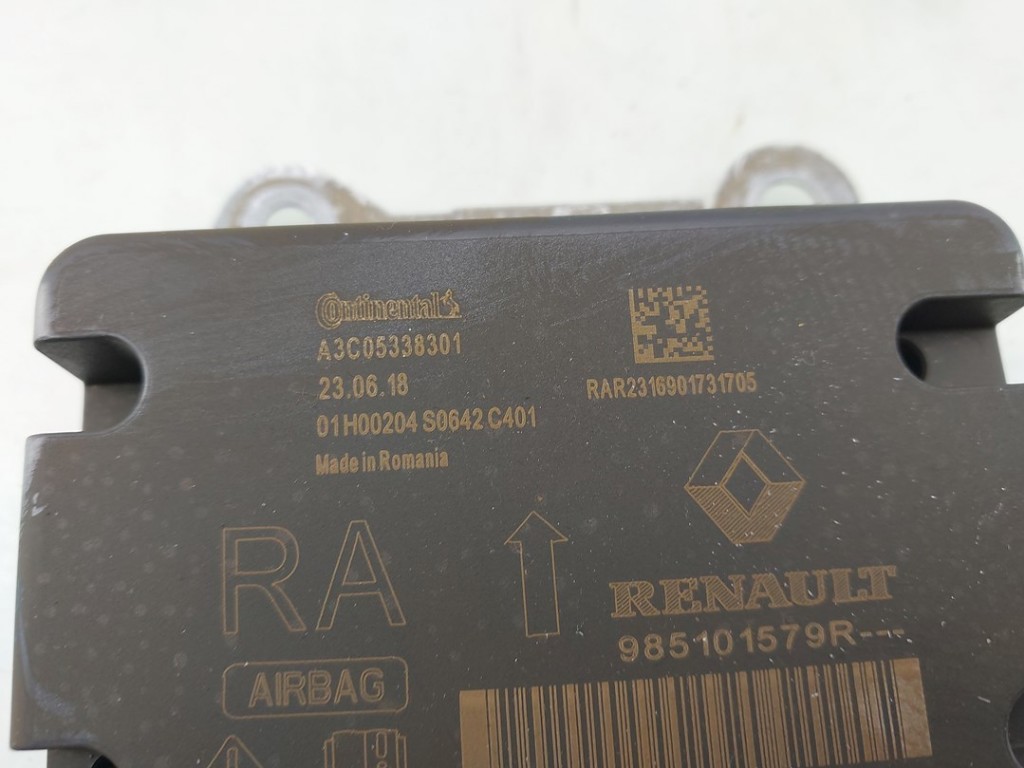 Continental
A3C05338301
23.06.18
01H00204 S0642 C401
Made in Romania
RAR2316901731705
RA
RENAULT
985101579R---
AIRBAG